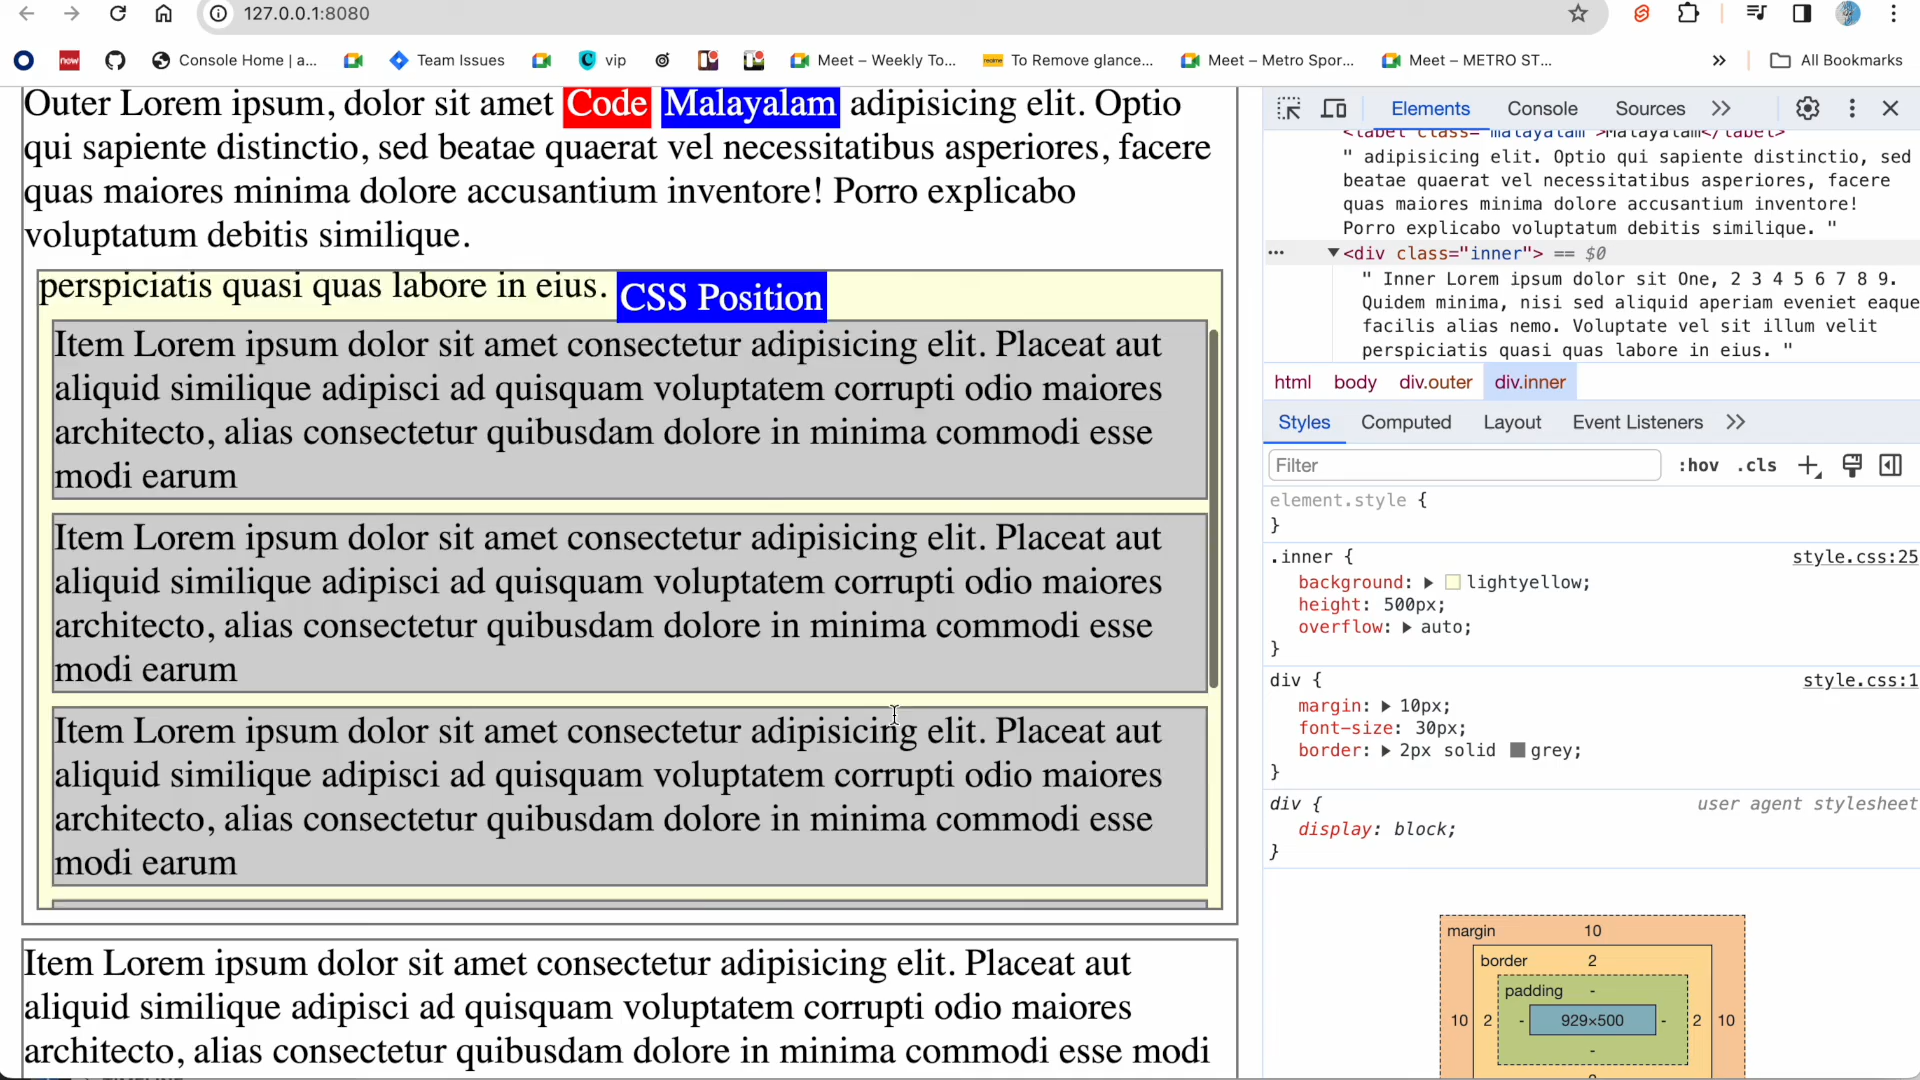 127.0.0.1:8080
now
Console Home | a...
Team Issues
vip
Meet – Weekly To...
realme
To Remove glance...
Meet – Metro Spor...
Meet – METRO ST...
All Bookmarks
Outer Lorem ipsum, dolor sit amet Code Malayalam adipisicing elit. Optio
qui sapiente distinctio, sed beatae quaerat vel necessitatibus asperiores, facere
quas maiores minima dolore accusantium inventore! Porro explicabo
voluptatum debitis similique.
perspiciatis quasi quas labore in eius. CSS Position
Item Lorem ipsum dolor sit amet consectetur adipisicing elit. Placeat aut
aliquid similique adipisci ad quisquam voluptatem corrupti odio maiores
architecto, alias consectetur quibusdam dolore in minima commodi esse
modi earum
Item Lorem ipsum dolor sit amet consectetur adipisicing elit. Placeat aut
aliquid similique adipisci ad quisquam voluptatem corrupti odio maiores
architecto, alias consectetur quibusdam dolore in minima commodi esse
modi earum
Item Lorem ipsum dolor sit amet consectetur adipisicing elit. Placeat aut
aliquid similique adipisci ad quisquam voluptatem corrupti odio maiores
architecto, alias consectetur quibusdam dolore in minima commodi esse
modi earum
Item Lorem ipsum dolor sit amet consectetur adipisicing elit. Placeat aut
aliquid similique adipisci ad quisquam voluptatem corrupti odio maiores
architecto, alias consectetur quibusdam dolore in minima commodi esse modi
Elements Console Sources
<label class="malayalam">Malayalam</label>
" adipisicing elit. Optio qui sapiente distinctio, sed
beatae quaerat vel necessitatibus asperiores, facere
quas maiores minima dolore accusantium inventore!
Porro explicabo voluptatum debitis similique. "
<div class="inner"> == $0
" Inner Lorem ipsum dolor sit One, 2 3 4 5 6 7 8 9.
Quidem minima, nisi sed aliquid aperiam eveniet eaque
facilis alias nemo. Voluptate vel sit illum velit
perspiciatis quasi quas labore in eius. "
html body div.outer div.inner
Styles Computed Layout Event Listeners
Filter :hov .cls
element.style {
}
.inner { style.css:25
background: lightyellow;
height: 500px;
overflow: auto;
}
div { style.css:1
margin: 10px;
font-size: 30px;
border: 2px solid grey;
}
div { user agent stylesheet
display: block;
}
margin 10
border 2
padding -
10 2 - 929×500 - 2 10
-